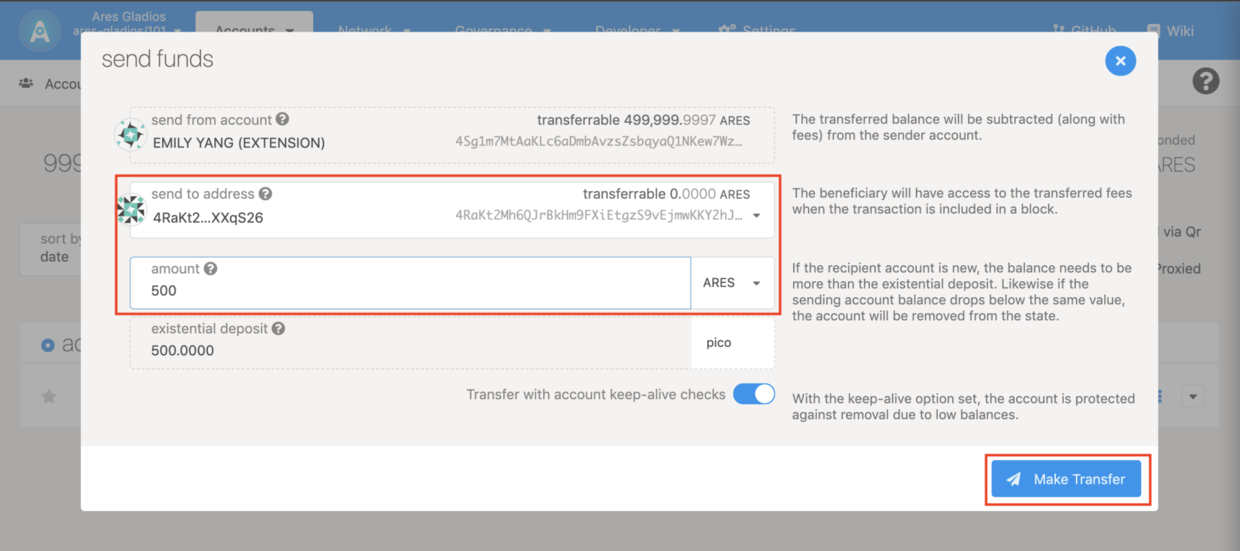 Ares Gladios
ares-gladios/101
Accounts
Network
Governance
Developer
Settings
GitHub
Wiki
send funds
send from account
transferrable 499,999.9997 ARES
EMILY YANG (EXTENSION)
4Sg1m7MtAaKLc6aDmbAvzsZsbqyaQ1NKew7Wz…
The transferred balance will be subtracted (along with
fees) from the sender account.
send to address
transferrable 0.0000 ARES
4RaKt2...XXqS26
4RaKt2Mh6QJrBkHm9FXiEtgzS9vEjmwKKY2hJ…
The beneficiary will have access to the transferred fees
when the transaction is included in a block.
amount
500
ARES
If the recipient account is new, the balance needs to be
more than the existential deposit. Likewise if the
sending account balance drops below the same value,
the account will be removed from the state.
existential deposit
500.0000
pico
Transfer with account keep-alive checks
With the keep-alive option set, the account is protected
against removal due to low balances.
Make Transfer
Accou
999
onded
ARES
sort by
date
via Qr
Proxied